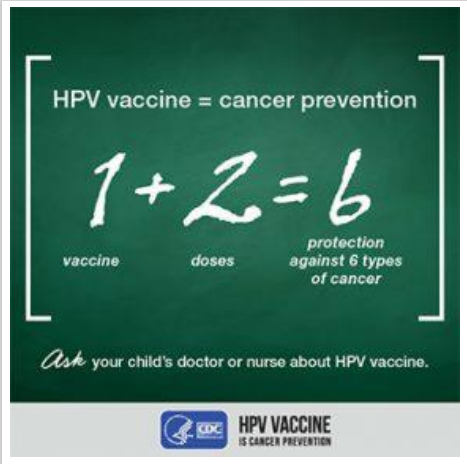 HPV vaccine = cancer prevention
1 + 2 = 6
vaccine doses protection
against 6 types
of cancer
Ask your child's doctor or nurse about HPV vaccine.
CDC HPV VACCINE
IS CANCER PREVENTION